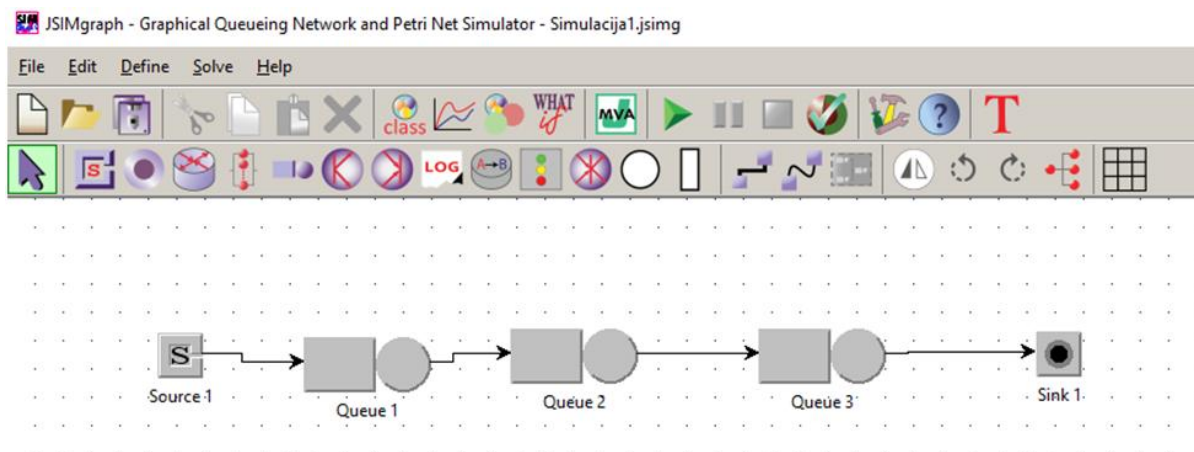 JSIMgraph - Graphical Queueing Network and Petri Net Simulator - Simulacija1.jsimg
File Edit Define Solve Help
class WHAT if MVA ? T
S LOG A→B
S
Source 1
Queue 1
Queue 2
Queue 3
Sink 1